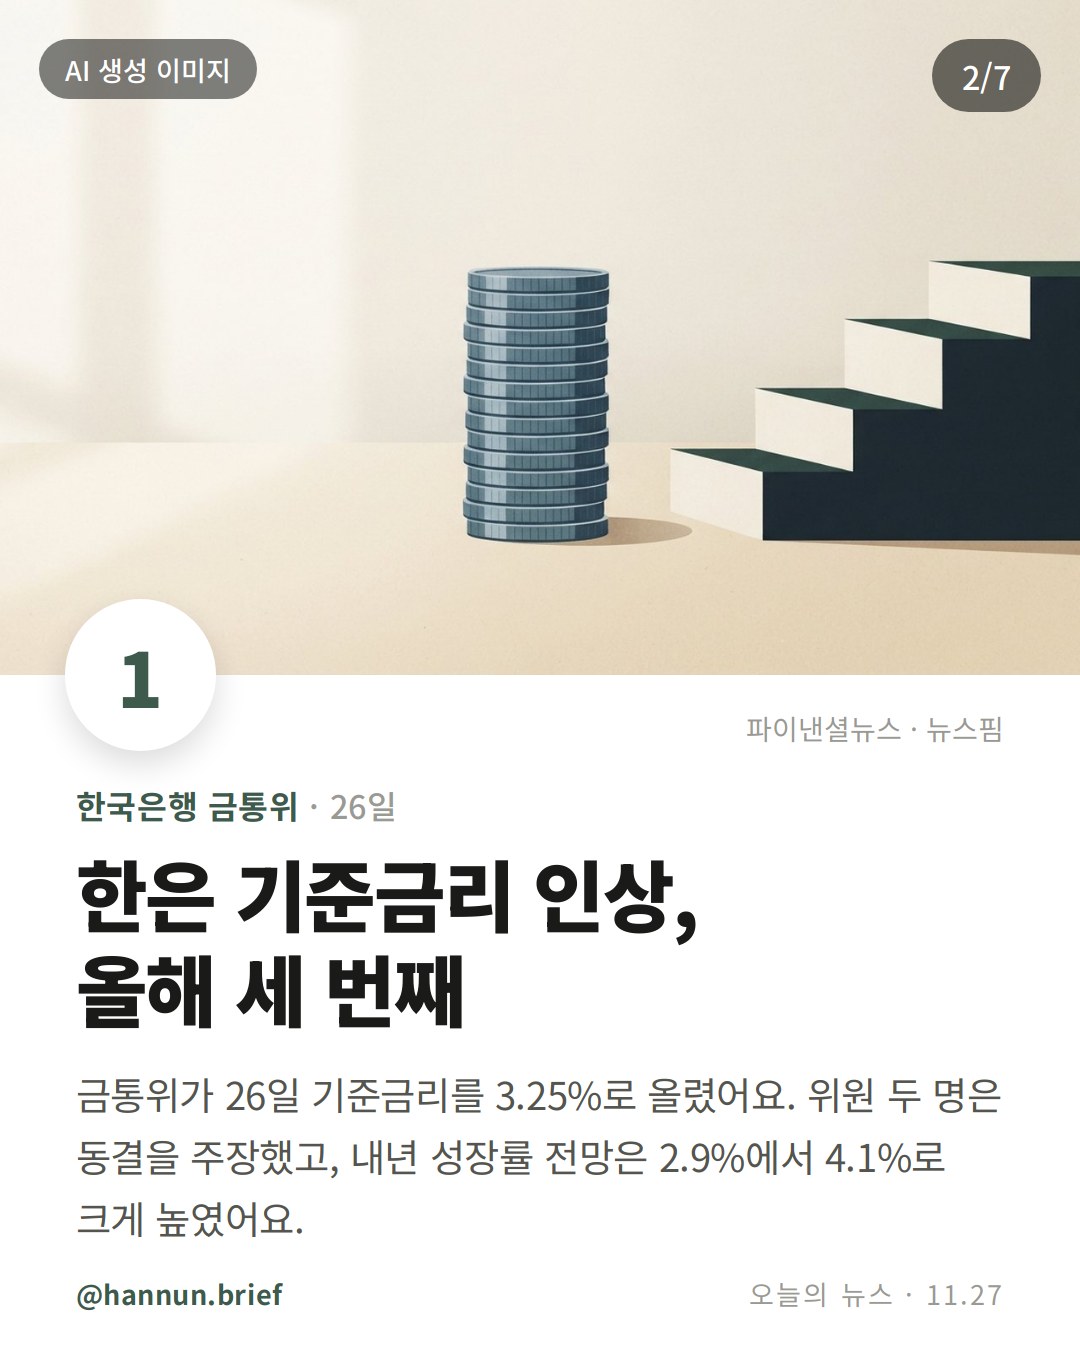 AI 생성 이미지
2/7
1
파이낸셜뉴스 · 뉴스핌
한국은행 금통위 · 26일
한은 기준금리 인상,
올해 세 번째
금통위가 26일 기준금리를 3.25%로 올렸어요. 위원 두 명은
동결을 주장했고, 내년 성장률 전망은 2.9%에서 4.1%로
크게 높였어요.
@hannun.brief
오늘의 뉴스 · 11.27